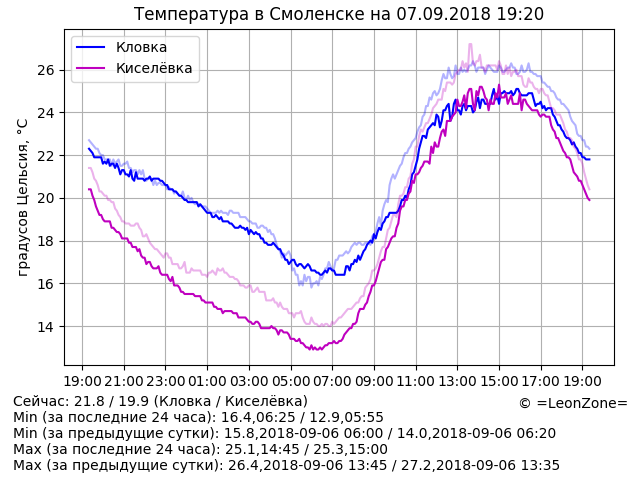 Температура в Смоленске на 07.09.2018 19:20
Кловка
Киселёвка
градусов Цельсия, °C
26
24
22
20
18
16
14
19:00 21:00 23:00 01:00 03:00 05:00 07:00 09:00 11:00 13:00 15:00 17:00 19:00
Сейчас: 21.8 / 19.9 (Кловка / Киселёвка)
© =LeonZone=
Min (за последние 24 часа): 16.4,06:25 / 12.9,05:55
Min (за предыдущие сутки): 15.8,2018-09-06 06:00 / 14.0,2018-09-06 06:20
Max (за последние 24 часа): 25.1,14:45 / 25.3,15:00
Max (за предыдущие сутки): 26.4,2018-09-06 13:45 / 27.2,2018-09-06 13:35